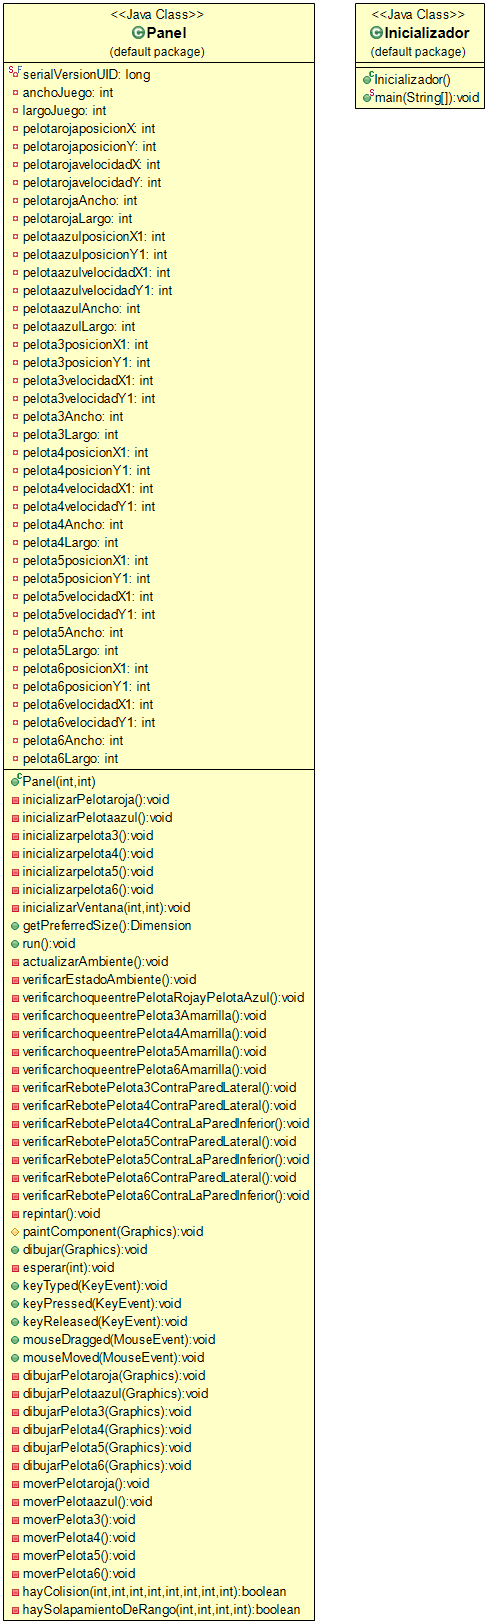 <<Java Class>>
Panel
(default package)
serialVersionUID: long
anchoJuego: int
largoJuego: int
pelotarojaposicionX: int
pelotarojaposicionY: int
pelotarojavelocidadX: int
pelotarojavelocidadY: int
pelotarojaAncho: int
pelotarojaLargo: int
pelotaazulposicionX1: int
pelotaazulposicionY1: int
pelotaazulvelocidadX1: int
pelotaazulvelocidadY1: int
pelotaazulAncho: int
pelotaazulLargo: int
pelota3posicionX1: int
pelota3posicionY1: int
pelota3velocidadX1: int
pelota3velocidadY1: int
pelota3Ancho: int
pelota3Largo: int
pelota4posicionX1: int
pelota4posicionY1: int
pelota4velocidadX1: int
pelota4velocidadY1: int
pelota4Ancho: int
pelota4Largo: int
pelota5posicionX1: int
pelota5posicionY1: int
pelota5velocidadX1: int
pelota5velocidadY1: int
pelota5Ancho: int
pelota5Largo: int
pelota6posicionX1: int
pelota6posicionY1: int
pelota6velocidadX1: int
pelota6velocidadY1: int
pelota6Ancho: int
pelota6Largo: int
Panel(int,int)
inicializarPelotaroja():void
inicializarPelotaazul():void
inicializarpelota3():void
inicializarpelota4():void
inicializarpelota5():void
inicializarpelota6():void
inicializarVentana(int,int):void
getPreferredSize():Dimension
run():void
actualizarAmbiente():void
verificarEstadoAmbiente():void
verificarchoqueentrePelotaRojayPelotaAzul():void
verificarchoqueentrePelota3Amarrilla():void
verificarchoqueentrePelota4Amarrilla():void
verificarchoqueentrePelota5Amarrilla():void
verificarchoqueentrePelota6Amarrilla():void
verificarRebotePelota3ContraParedLateral():void
verificarRebotePelota4ContraParedLateral():void
verificarRebotePelota4ContraLaParedInferior():void
verificarRebotePelota5ContraParedLateral():void
verificarRebotePelota5ContraLaParedInferior():void
verificarRebotePelota6ContraParedLateral():void
verificarRebotePelota6ContraLaParedInferior():void
repintar():void
paintComponent(Graphics):void
dibujar(Graphics):void
esperar(int):void
keyTyped(KeyEvent):void
keyPressed(KeyEvent):void
keyReleased(KeyEvent):void
mouseDragged(MouseEvent):void
mouseMoved(MouseEvent):void
dibujarPelotaroja(Graphics):void
dibujarPelotaazul(Graphics):void
dibujarPelota3(Graphics):void
dibujarPelota4(Graphics):void
dibujarPelota5(Graphics):void
dibujarPelota6(Graphics):void
moverPelotaroja():void
moverPelotaazul():void
moverPelota3():void
moverPelota4():void
moverPelota5():void
moverPelota6():void
hayColision(int,int,int,int,int,int,int,int):boolean
haySolapamientoDeRango(int,int,int,int):boolean
<<Java Class>>
Inicializador
(default package)
Inicializador()
main(String[]):void